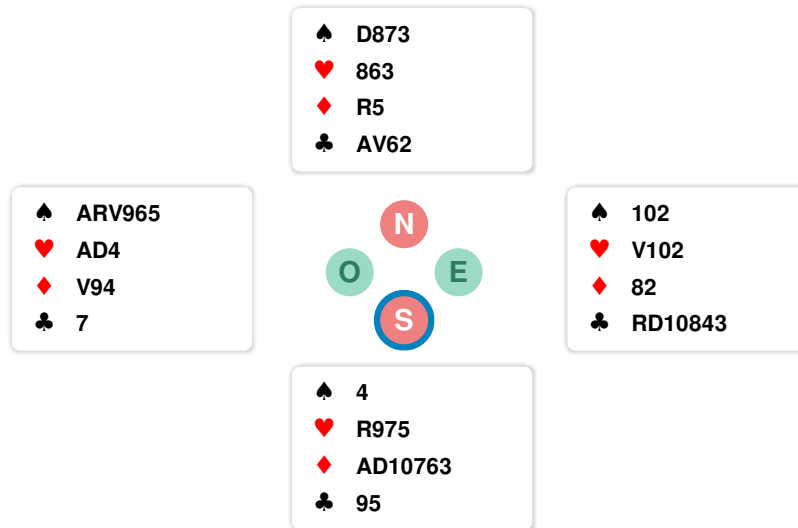 ♠ D873
♥ 863
♦ R5
♣ AV62
♠ ARV965
♥ AD4
♦ V94
♣ 7
N
O E
S
♠ 102
♥ V102
♦ 82
♣ RD10843
♠ 4
♥ R975
♦ AD10763
♣ 95